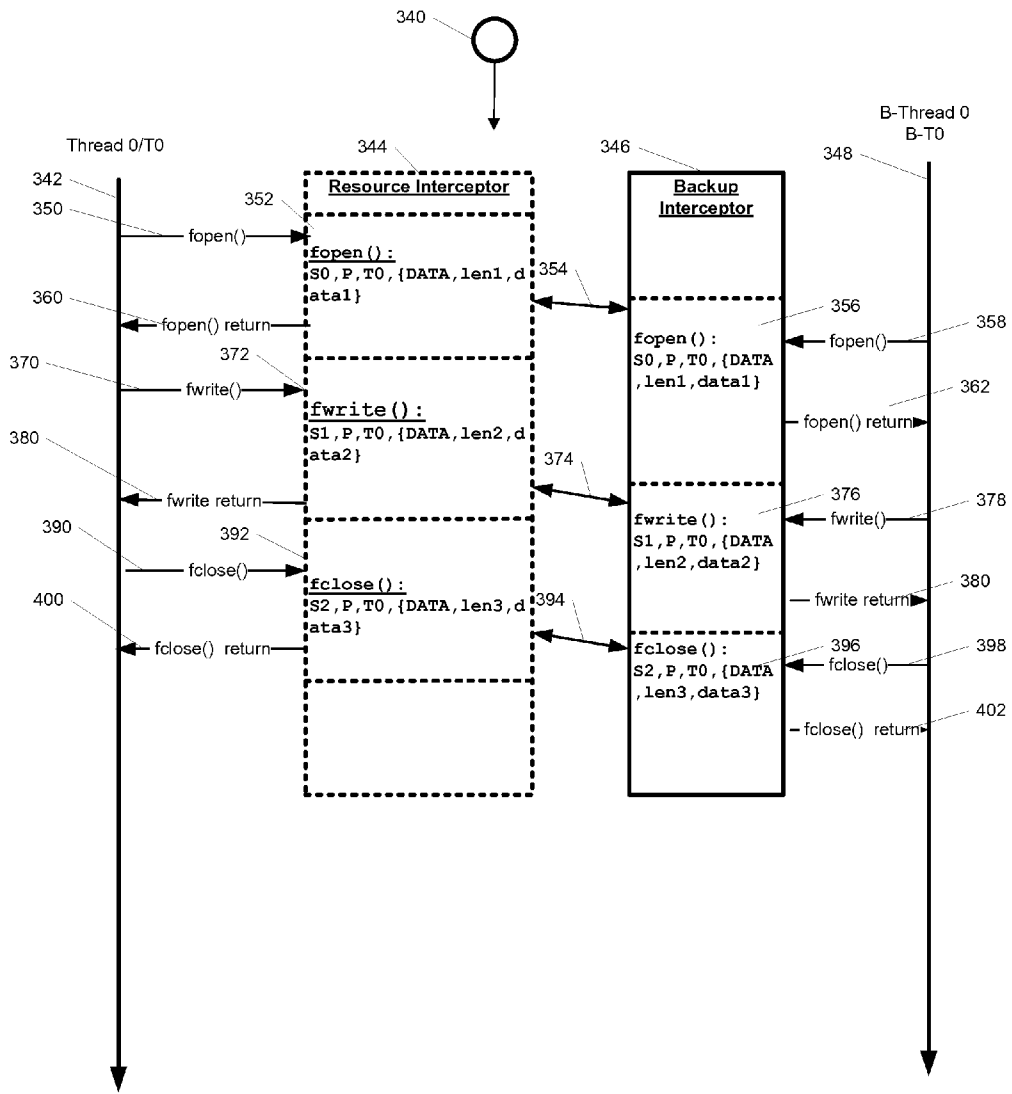 340
B-Thread 0
B-T0
Thread 0/T0
344
346
348
342
Resource Interceptor
Backup
Interceptor
350
352
fopen()
fopen():
S0,P,T0,{DATA,len1,d
ata1}
354
360
fopen() return
356
358
fopen():
S0,P,T0,{DATA
,len1,data1}
fopen()
370
372
fwrite()
362
fopen() return
fwrite():
S1,P,T0,{DATA,len2,d
ata2}
380
374
fwrite return
376
378
fwrite():
S1,P,T0,{DATA
,len2,data2}
fwrite()
390
392
fclose()
380
fwrite return
fclose():
S2,P,T0,{DATA,len3,d
ata3}
400
394
fclose() return
396
398
fclose():
S2,P,T0,{DATA
,len3,data3}
fclose()
402
fclose() return